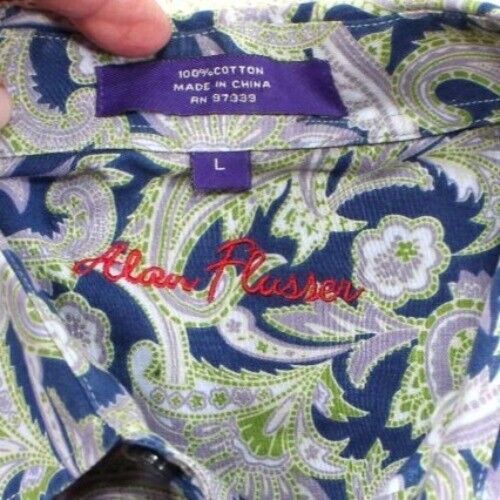 100% COTTON
MADE IN CHINA
RN 97339
L
Alan Flusser